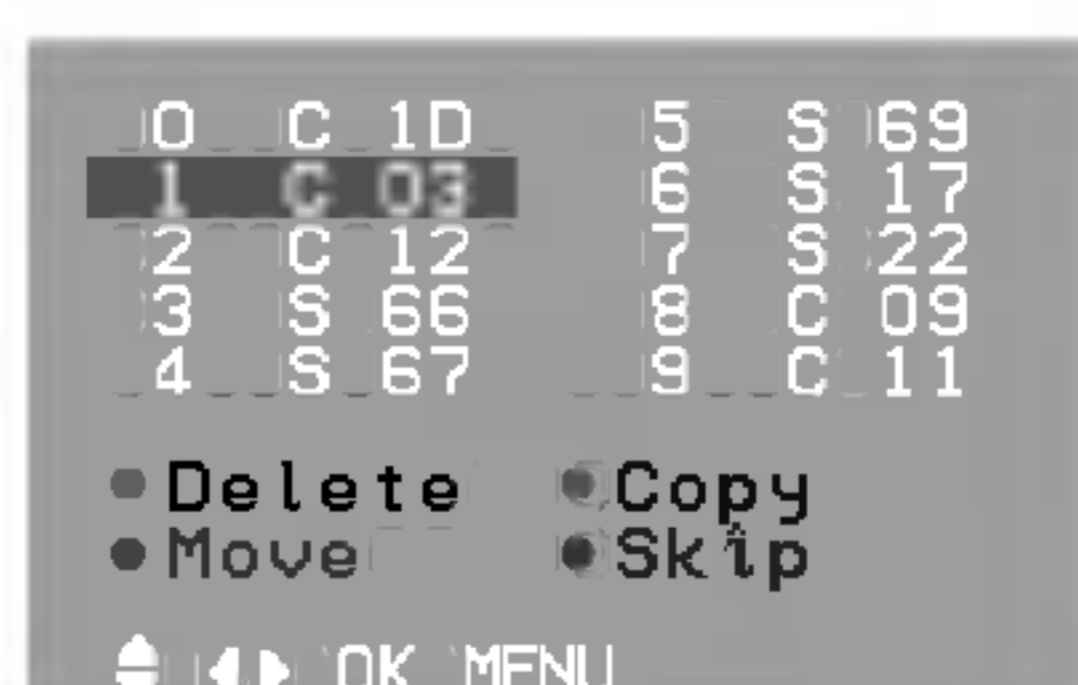 0 C 1D 5 S 69
1 C 03 6 S 17
2 C 12 7 S 22
3 S 66 8 C 09
4 S 67 9 C 11
Delete Copy
Move Skip
OK MENU